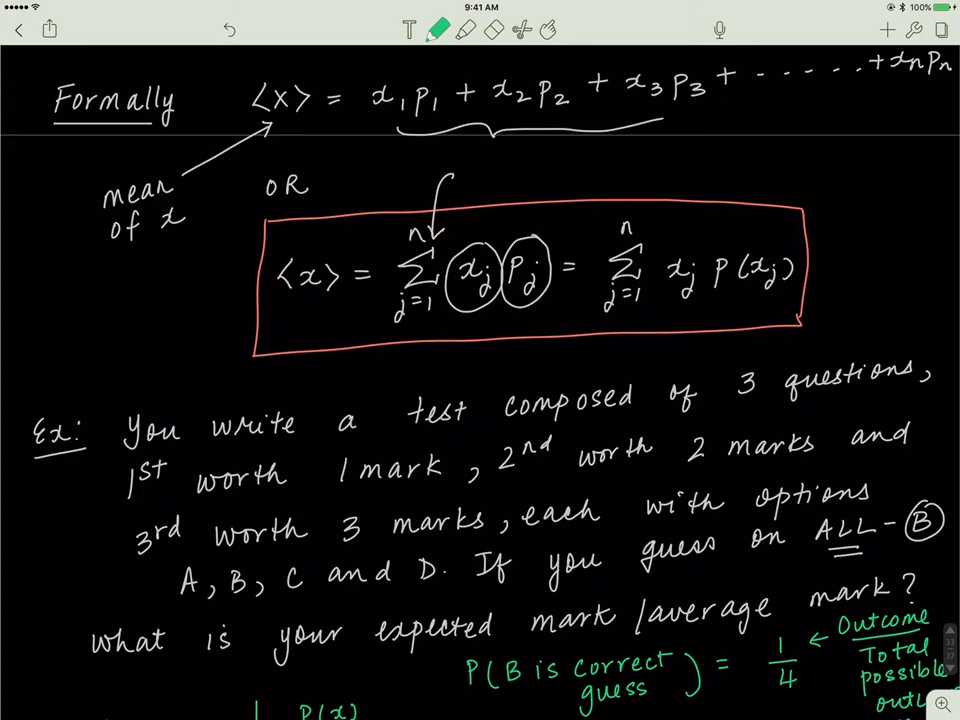 9:41 AM
100%
T
Formally ⟨x⟩ = x₁p₁ + x₂p₂ + x₃p₃ + ...... + xₙpₙ
mean of x
OR
⟨x⟩ = n Σ j=1 xⱼ pⱼ = n Σ j=1 xⱼ P(xⱼ)
Ex: You write a test composed of 3 questions,
1st worth 1 mark, 2nd worth 2 marks and
3rd worth 3 marks, each with options
A, B, C and D. If you guess on ALL - B
what is your expected mark /average mark?
P(B is correct guess) = 1/4 ← Outcome
Total
possible
P(x)